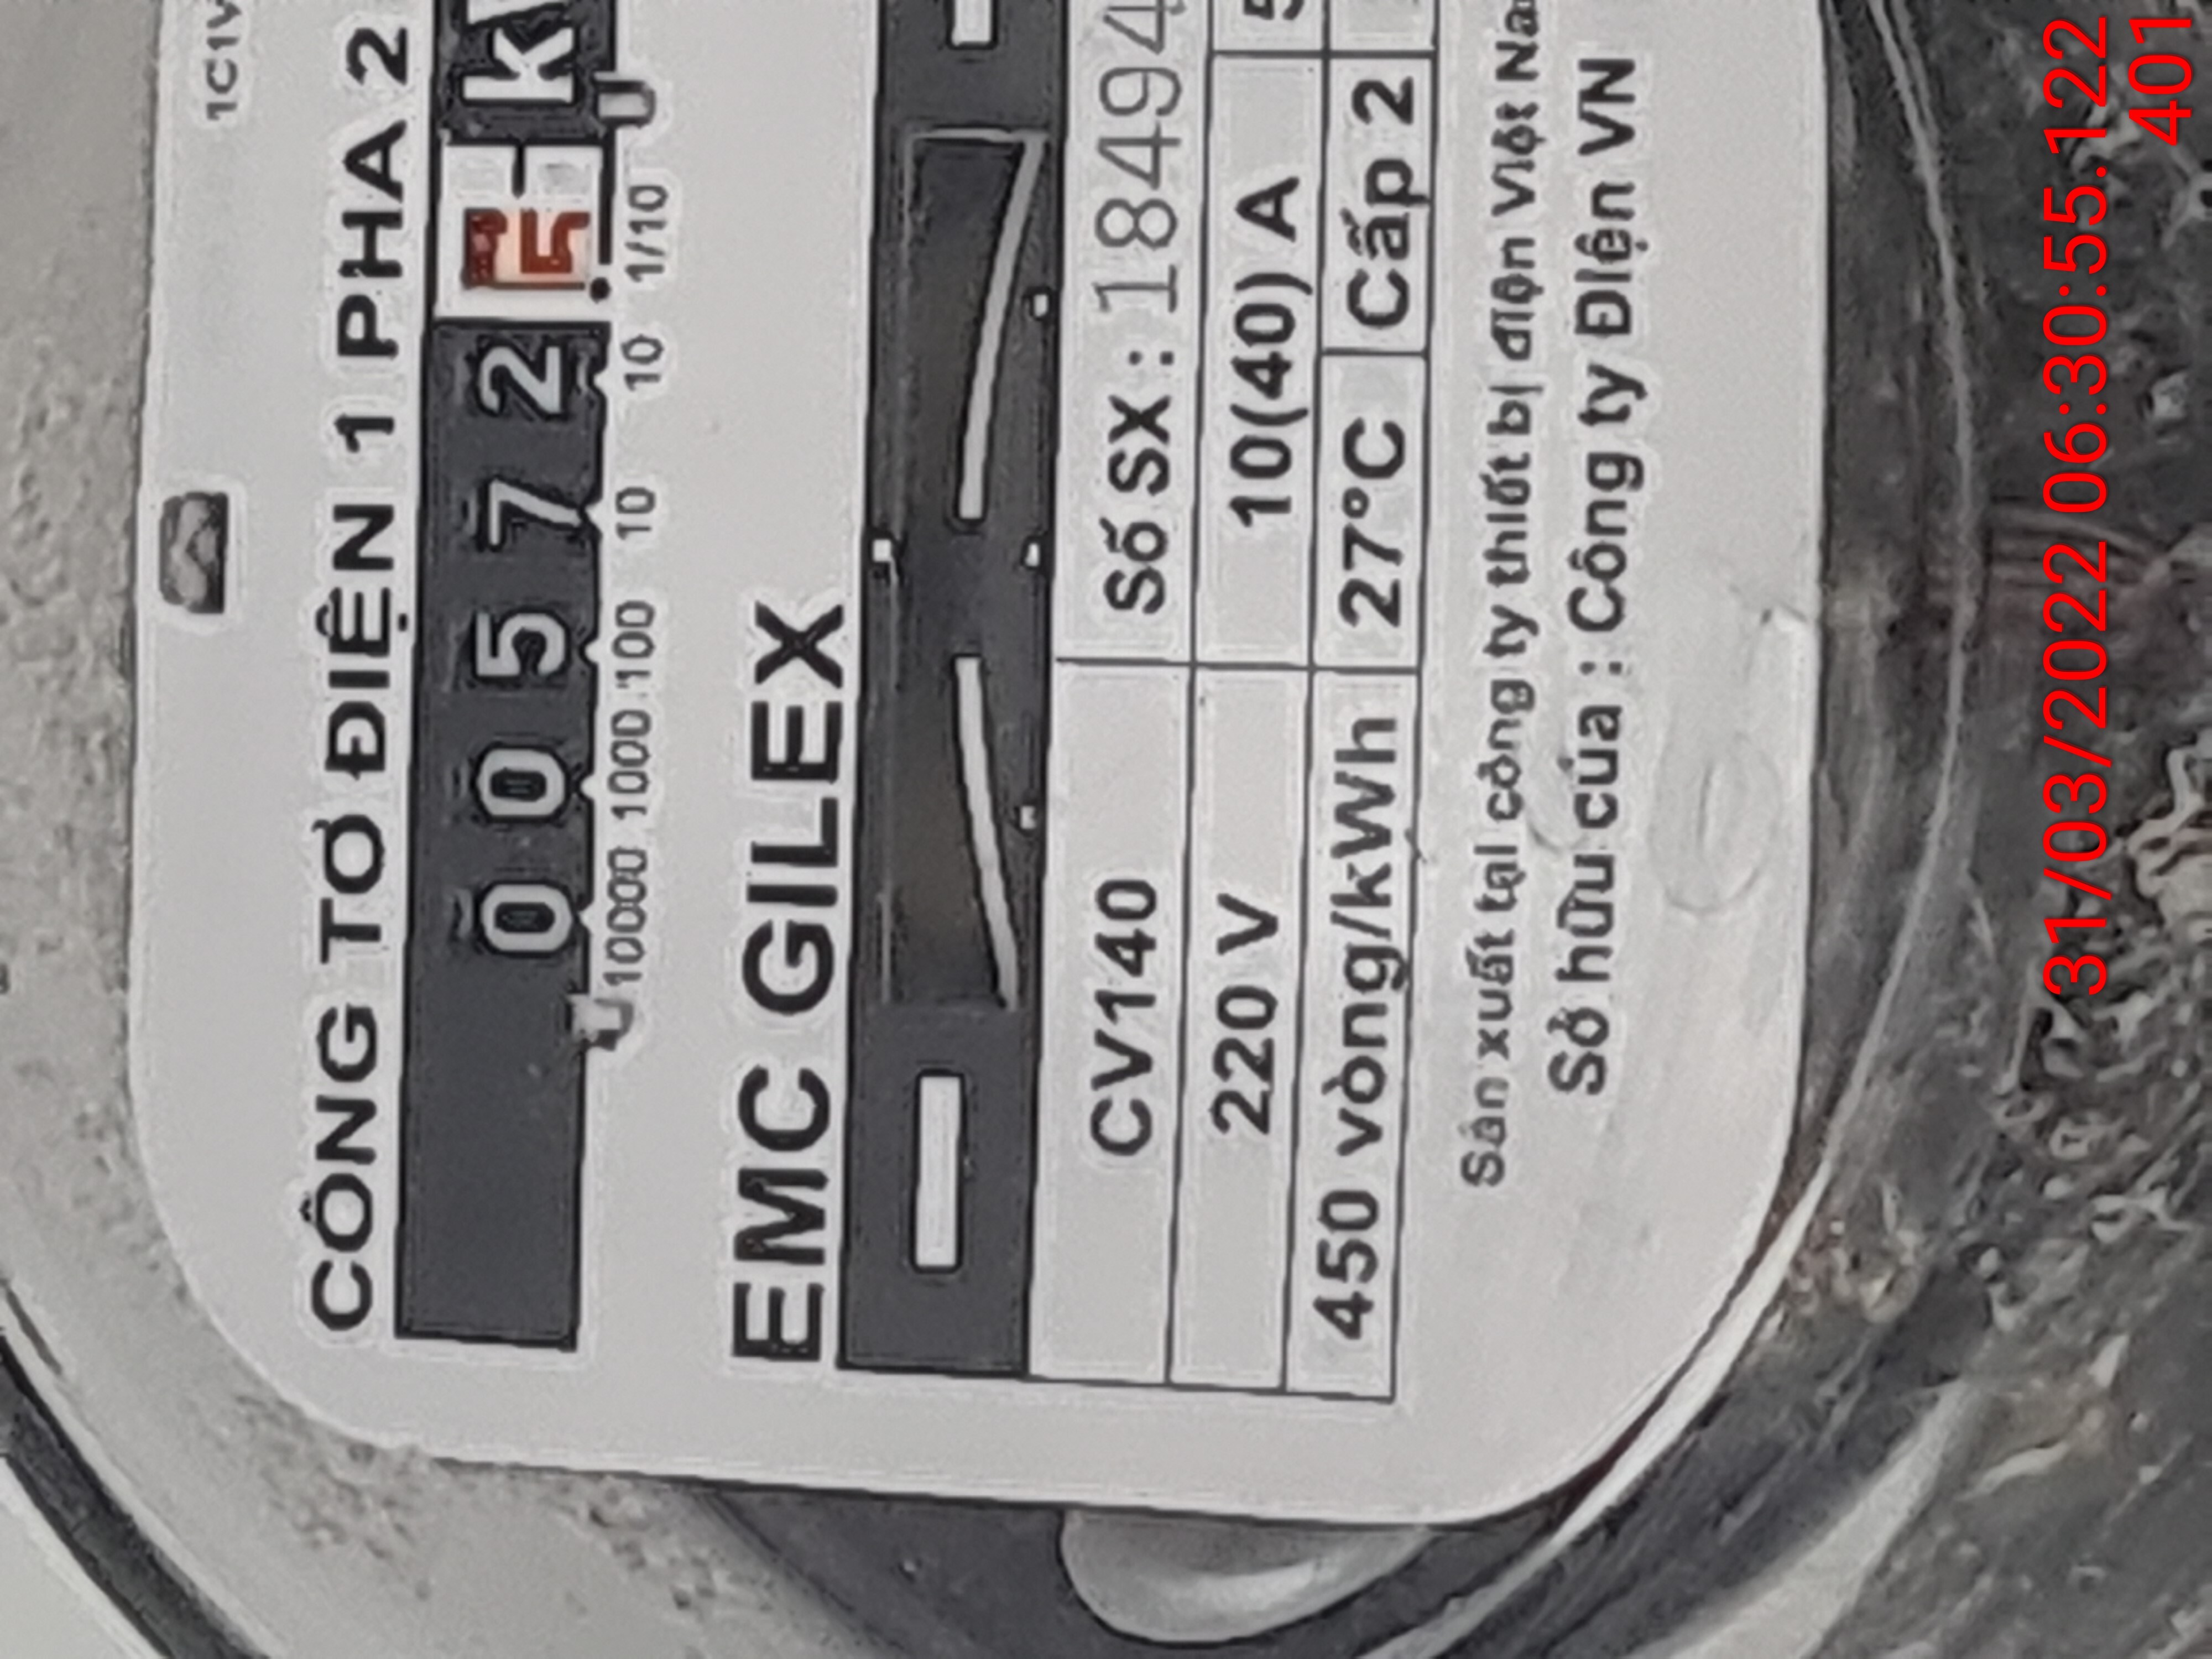 1C1V
CÔNG TƠ ĐIỆN 1 PHA 2
0 0 5 7 2
10000 1000 100 10 10 1/10
EMC GILEX
CV140 Số SX : 18494
220 V 10(40) A 5
450 vòng/kWh 27°C Cấp 2
Sản xuất tại công ty thiết bị điện Việt Na
Sở hữu của : Công ty Điện VN
31/03/2022 06:30:55.122
401